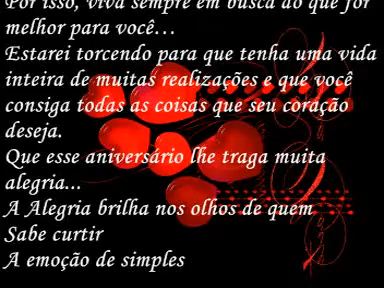 Por isso, viva sempre em busca do que for
melhor para você...
Estarei torcendo para que tenha uma vida
inteira de muitas realizações e que você
consiga todas as coisas que seu coração
deseja.
Que esse aniversário lhe traga muita
alegria...
A Alegria brilha nos olhos de quem
Sabe curtir
A emoção de simples